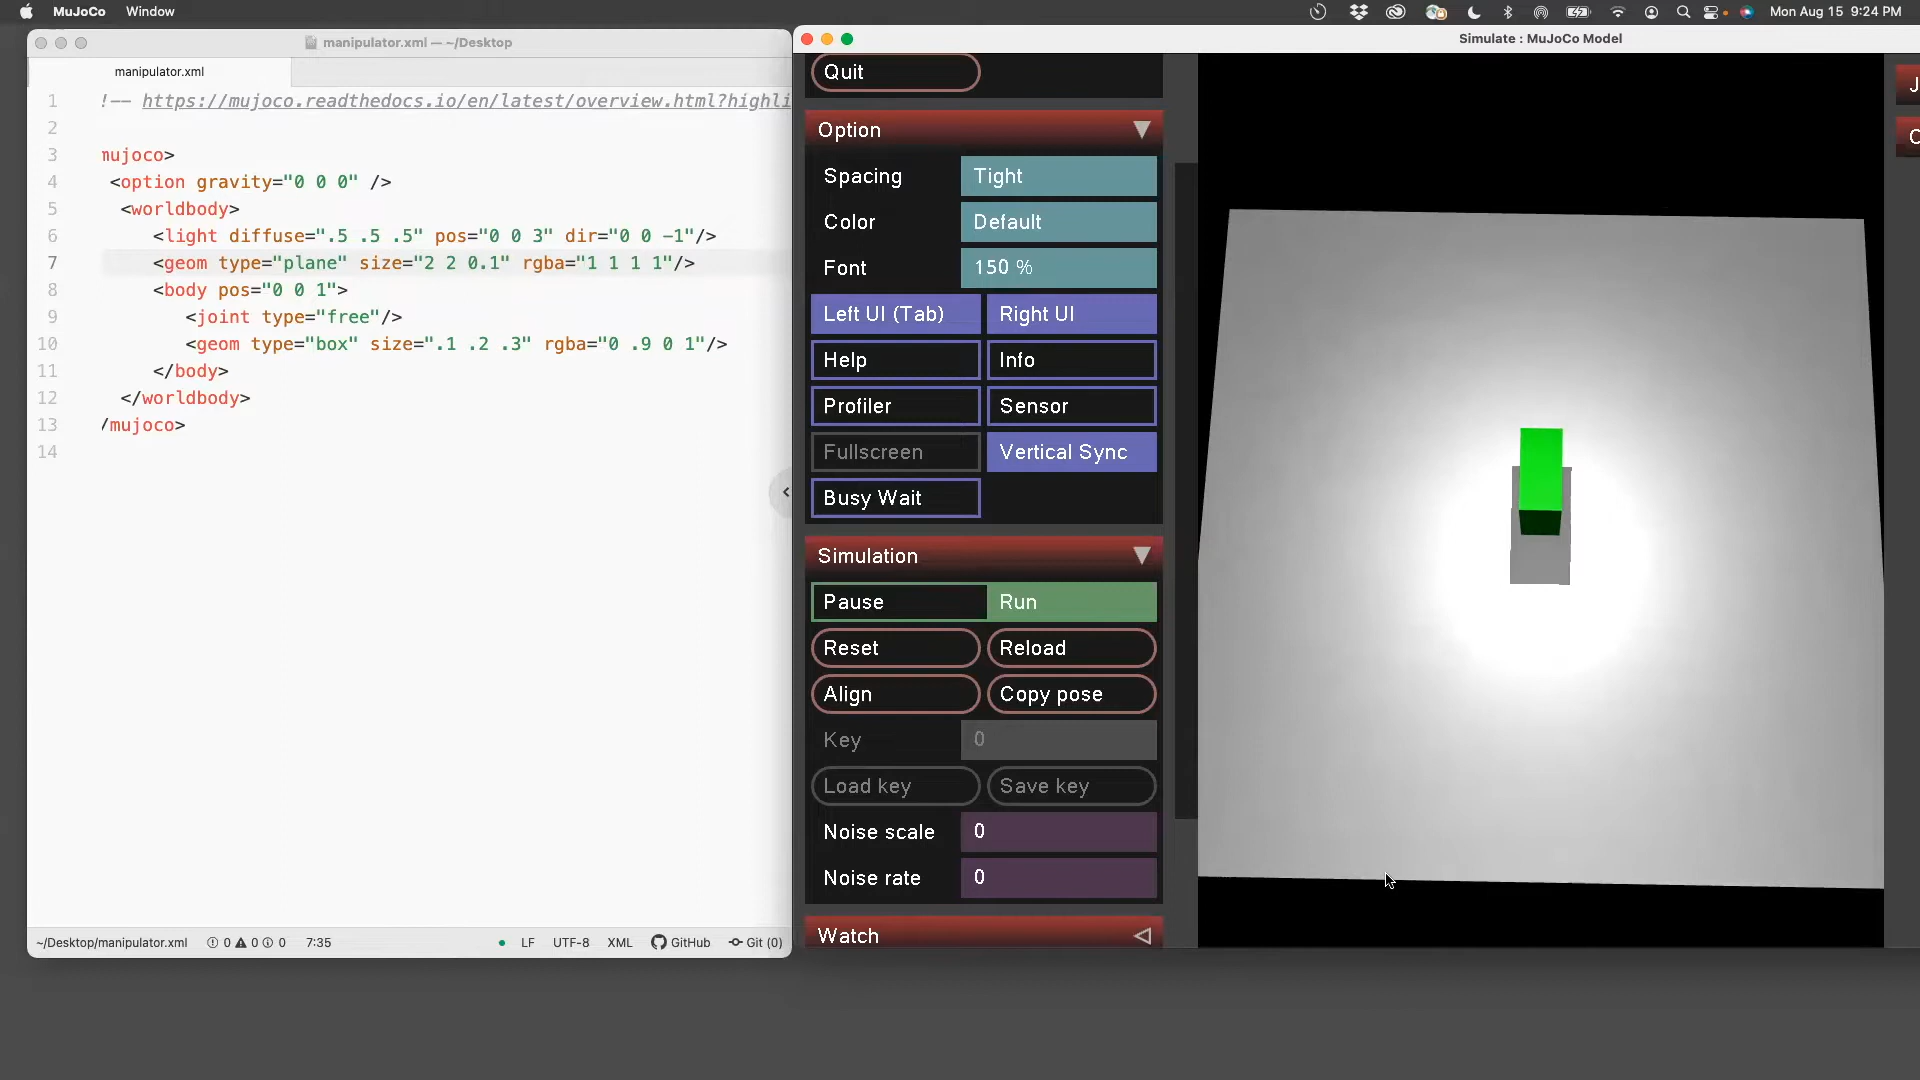 MuJoCo Window Mon Aug 15 9:24 PM
manipulator.xml — ~/Desktop
manipulator.xml
1 !-- https://mujoco.readthedocs.io/en/latest/overview.html?highli
2
3 mujoco>
4 <option gravity="0 0 0" />
5 <worldbody>
6 <light diffuse=".5 .5 .5" pos="0 0 3" dir="0 0 -1"/>
7 <geom type="plane" size="2 2 0.1" rgba="1 1 1 1"/>
8 <body pos="0 0 1">
9 <joint type="free"/>
10 <geom type="box" size=".1 .2 .3" rgba="0 .9 0 1"/>
11 </body>
12 </worldbody>
13 /mujoco>
14
~/Desktop/manipulator.xml 0 0 0 7:35 LF UTF-8 XML GitHub Git (0)
Simulate : MuJoCo Model
Quit
Option
Spacing Tight
Color Default
Font 150 %
Left UI (Tab) Right UI
Help Info
Profiler Sensor
Fullscreen Vertical Sync
Busy Wait
Simulation
Pause Run
Reset Reload
Align Copy pose
Key 0
Load key Save key
Noise scale 0
Noise rate 0
Watch
J
C